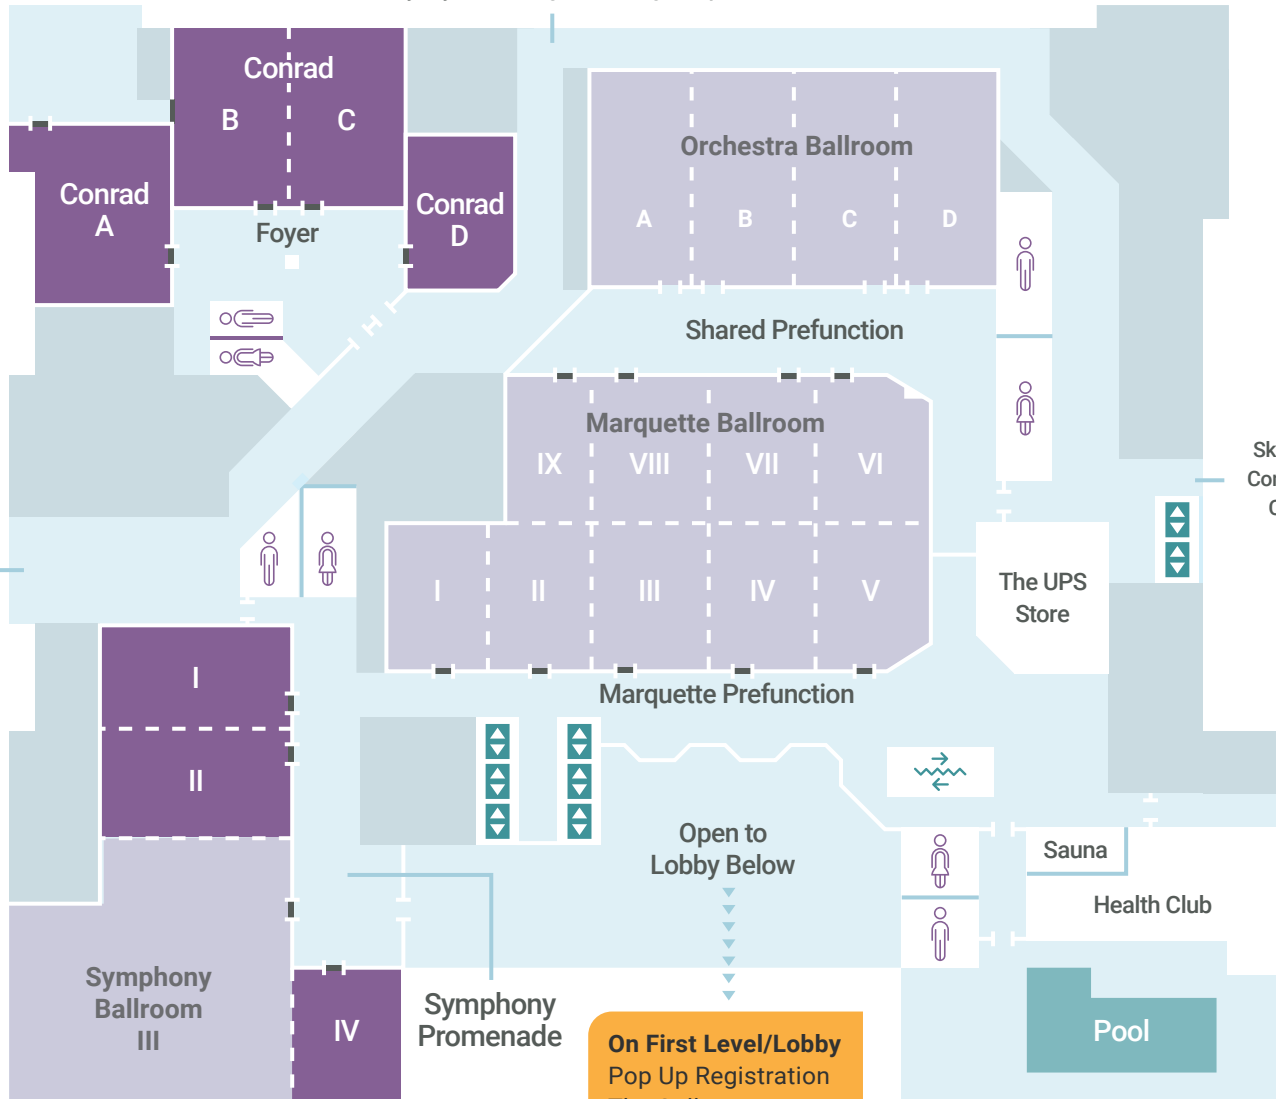 Conrad
B
C
Conrad
A
Conrad
D
Foyer
Orchestra Ballroom
A
B
C
D
Shared Prefunction
Marquette Ballroom
IX
VIII
VII
VI
I
II
III
IV
V
Marquette Prefunction
The UPS
Store
I
II
Symphony
Ballroom
III
IV
Symphony
Promenade
Open to
Lobby Below
Sauna
Health Club
Pool
On First Level/Lobby
Pop Up Registration